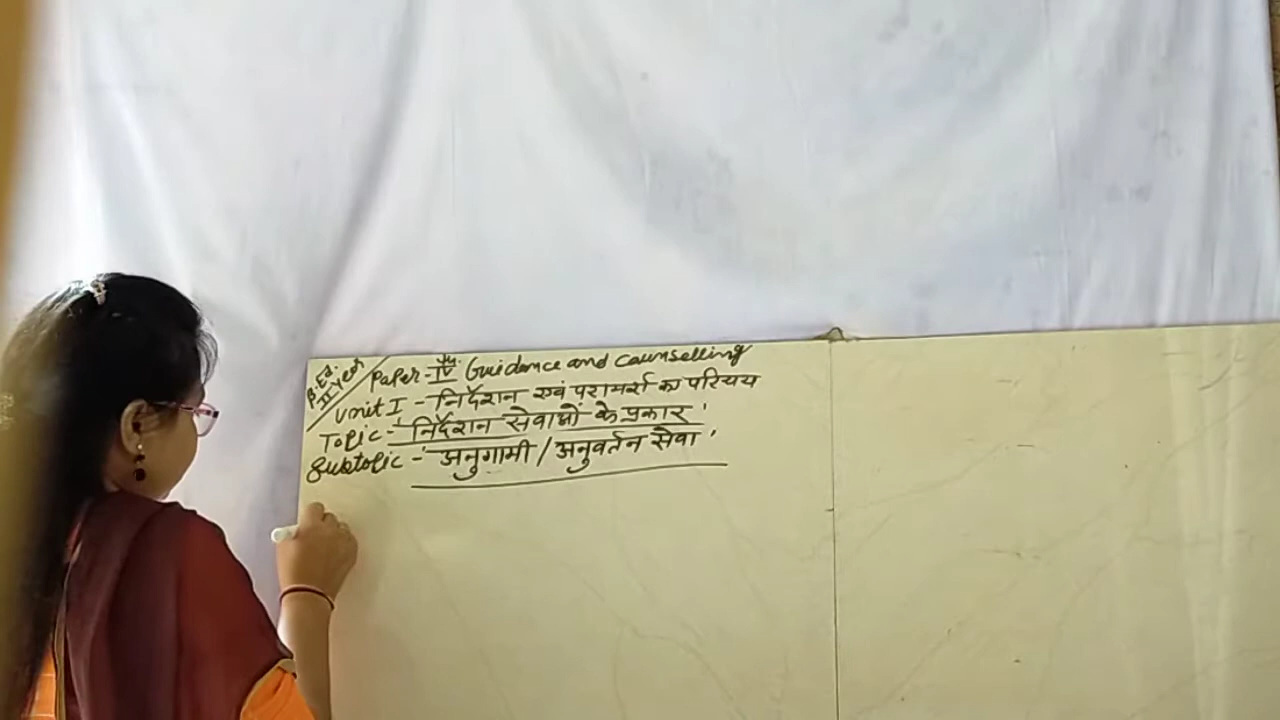 B.Ed.
II Year
Paper - IV th. Guidance and Counselling
Unit I - निर्देशन एवं परामर्श का परिचय
Topic - 'निर्देशन सेवाओ के प्रकार'
Subtopic - 'अनुगामी / अनुवर्तन सेवा'